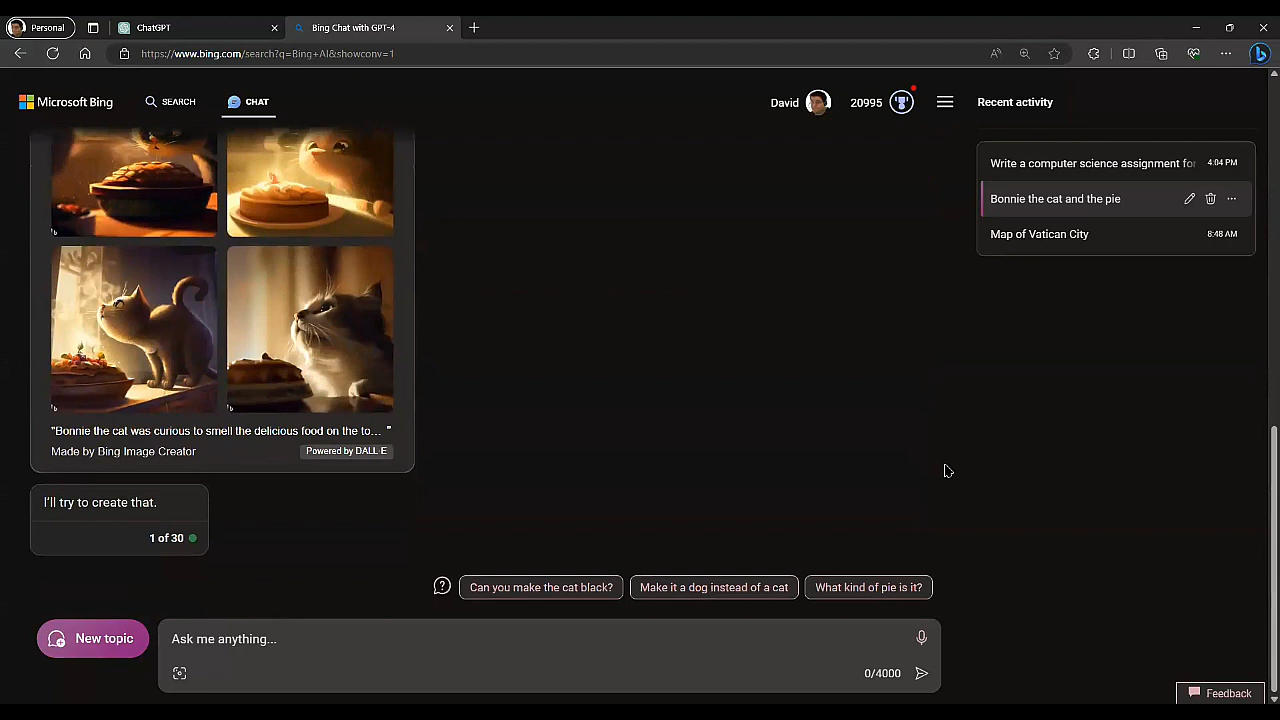 Personal
ChatGPT
Bing Chat with GPT-4
https://www.bing.com/search?q=Bing+AI&showconv=1
Microsoft Bing
SEARCH
CHAT
David
20995
Recent activity
Write a computer science assignment for
4:04 PM
Bonnie the cat and the pie
Map of Vatican City
8:48 AM
"Bonnie the cat was curious to smell the delicious food on the to... "
Made by Bing Image Creator
Powered by DALL·E
I'll try to create that.
1 of 30
Can you make the cat black?
Make it a dog instead of a cat
What kind of pie is it?
New topic
Ask me anything...
0/4000
Feedback